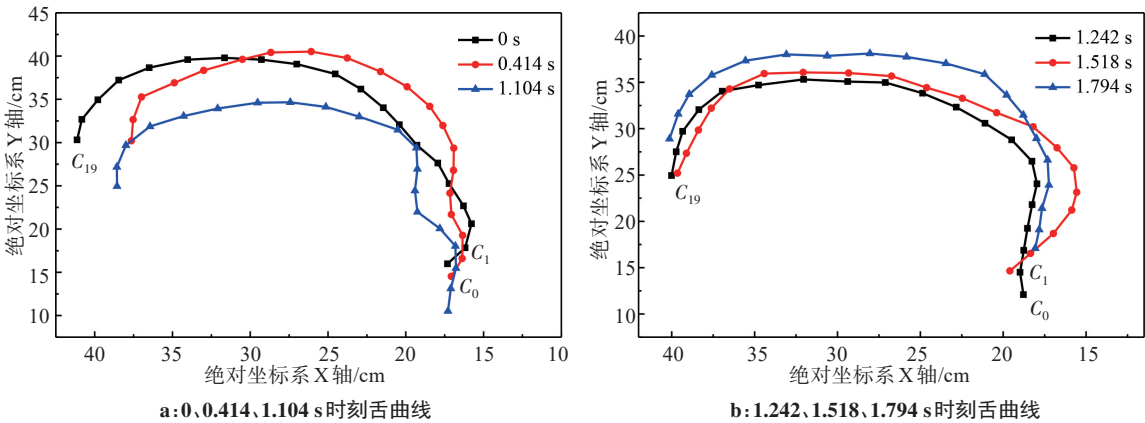 45
40
35
30
25
20
15
10
绝对坐标系 Y 轴/cm
0 s
0.414 s
1.104 s
C19
C1
C0
40 35 30 25 20 15 10
绝对坐标系 X 轴/cm
a:0、0.414、1.104 s 时刻舌曲线
40
35
30
25
20
15
10
绝对坐标系 Y 轴/cm
1.242 s
1.518 s
1.794 s
C19
C1
C0
40 35 30 25 20 15
绝对坐标系 X 轴/cm
b:1.242、1.518、1.794 s 时刻舌曲线